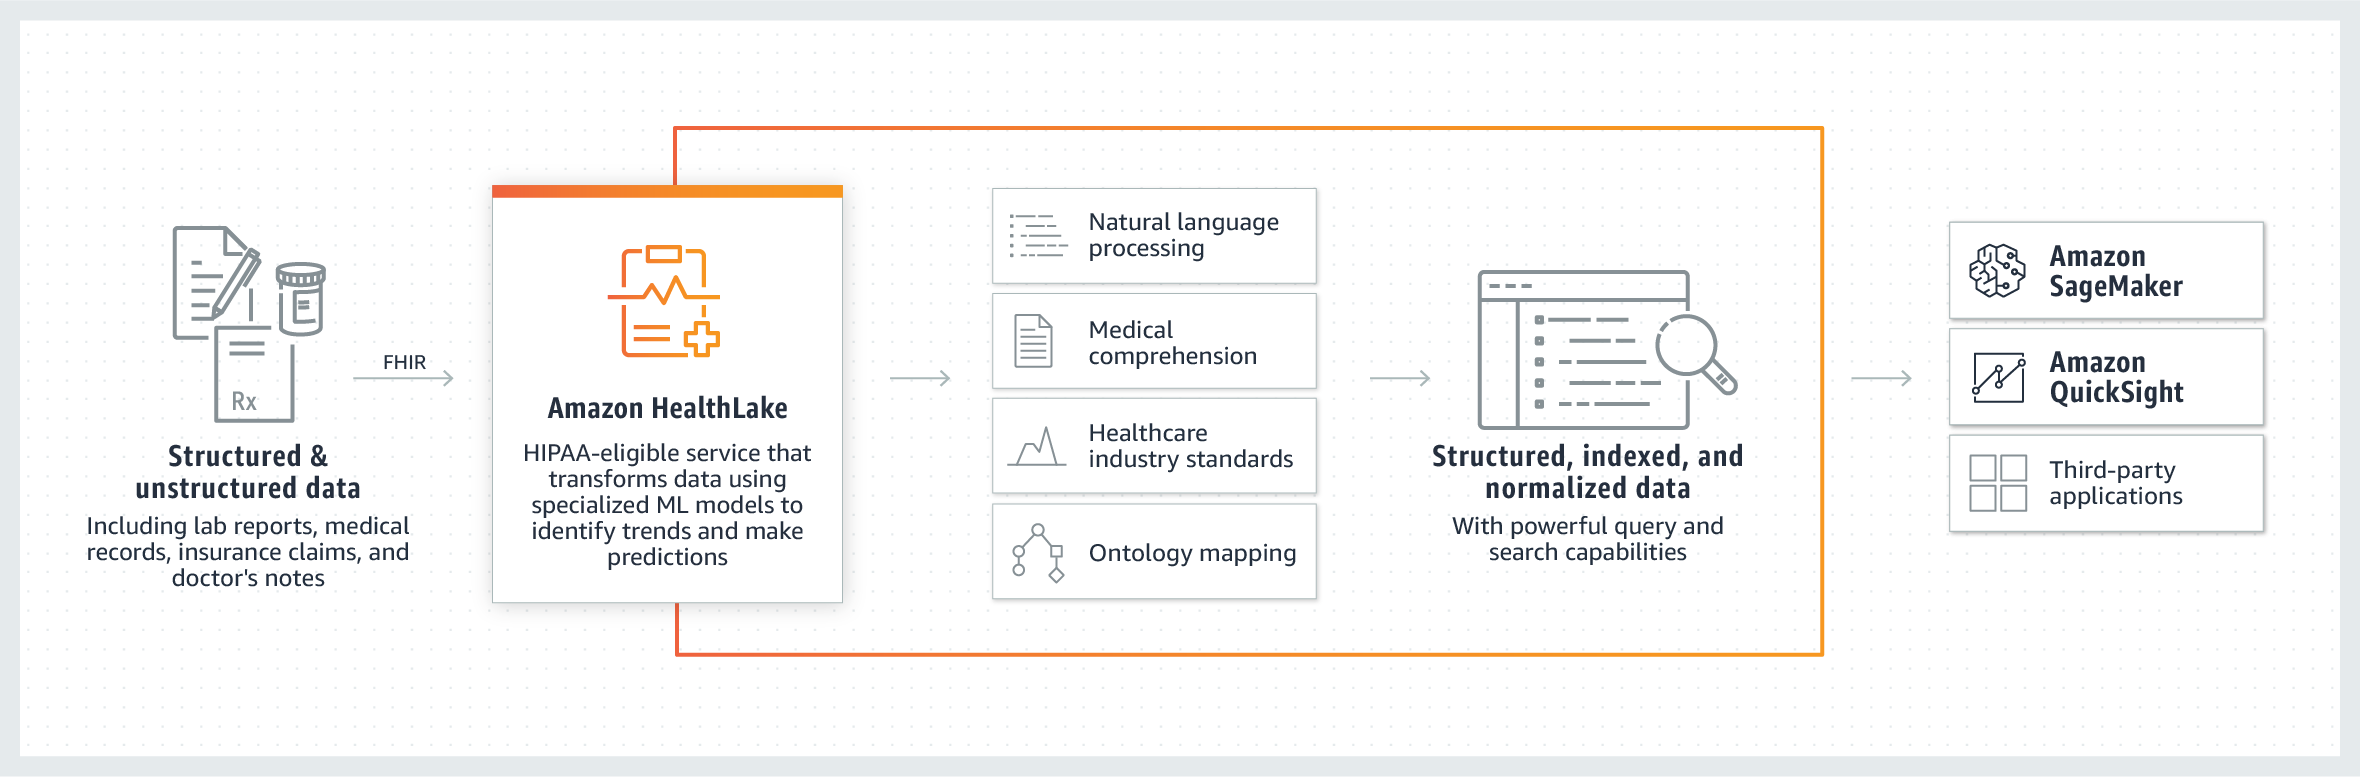 Rx
Structured &
unstructured data
Including lab reports, medical
records, insurance claims, and
doctor's notes
FHIR
Amazon HealthLake
HIPAA-eligible service that
transforms data using
specialized ML models to
identify trends and make
predictions
Natural language
processing
Medical
comprehension
Healthcare
industry standards
Ontology mapping
Structured, indexed, and
normalized data
With powerful query and
search capabilities
Amazon
SageMaker
Amazon
QuickSight
Third-party
applications